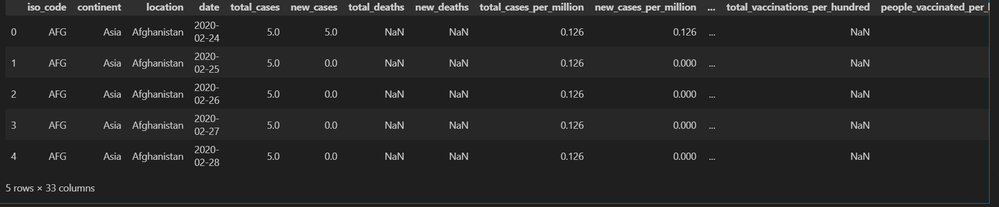 iso_code continent location date total_cases new_cases total_deaths new_deaths total_cases_per_million new_cases_per_million ... total_vaccinations_per_hundred people_vaccinated_per_
0 AFG Asia Afghanistan 2020-02-24 5.0 5.0 NaN NaN 0.126 0.126 ... NaN
1 AFG Asia Afghanistan 2020-02-25 5.0 0.0 NaN NaN 0.126 0.000 ... NaN
2 AFG Asia Afghanistan 2020-02-26 5.0 0.0 NaN NaN 0.126 0.000 ... NaN
3 AFG Asia Afghanistan 2020-02-27 5.0 0.0 NaN NaN 0.126 0.000 ... NaN
4 AFG Asia Afghanistan 2020-02-28 5.0 0.0 NaN NaN 0.126 0.000 ... NaN
5 rows × 33 columns